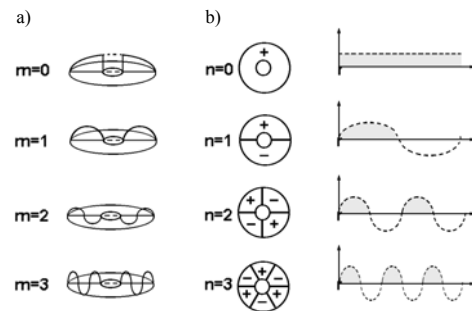 a) b)
m=0 n=0 +
m=1 n=1 + −
m=2 n=2 + − − +
m=3 n=3 − + − + − +